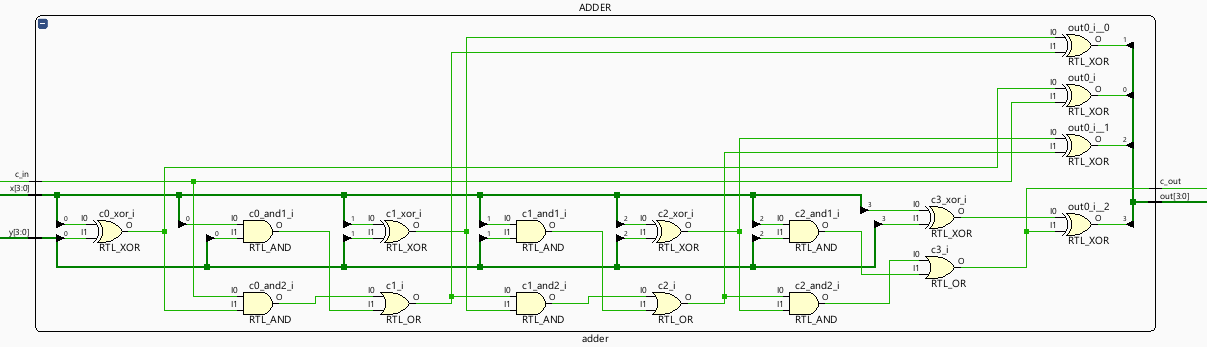 ADDER
out0_i__0
I0
I1
O
1
RTL_XOR
out0_i
I0
I1
O
0
RTL_XOR
out0_i__1
I0
I1
O
2
RTL_XOR
c_in
x[3:0]
y[3:0]
c_out
out[3:0]
c0_xor_i
0
I0
0
I1
O
RTL_XOR
c0_and1_i
0
I0
0
I1
O
RTL_AND
c1_xor_i
1
I0
1
I1
O
RTL_XOR
c1_and1_i
1
I0
1
I1
O
RTL_AND
c2_xor_i
2
I0
2
I1
O
RTL_XOR
c2_and1_i
2
I0
2
I1
O
RTL_AND
c3_xor_i
3
I0
3
I1
O
RTL_XOR
out0_i__2
I0
I1
O
3
RTL_XOR
c3_i
I0
I1
O
RTL_OR
c0_and2_i
I0
I1
O
RTL_AND
c1_i
I0
I1
O
RTL_OR
c1_and2_i
I0
I1
O
RTL_AND
c2_i
I0
I1
O
RTL_OR
c2_and2_i
I0
I1
O
RTL_AND
adder